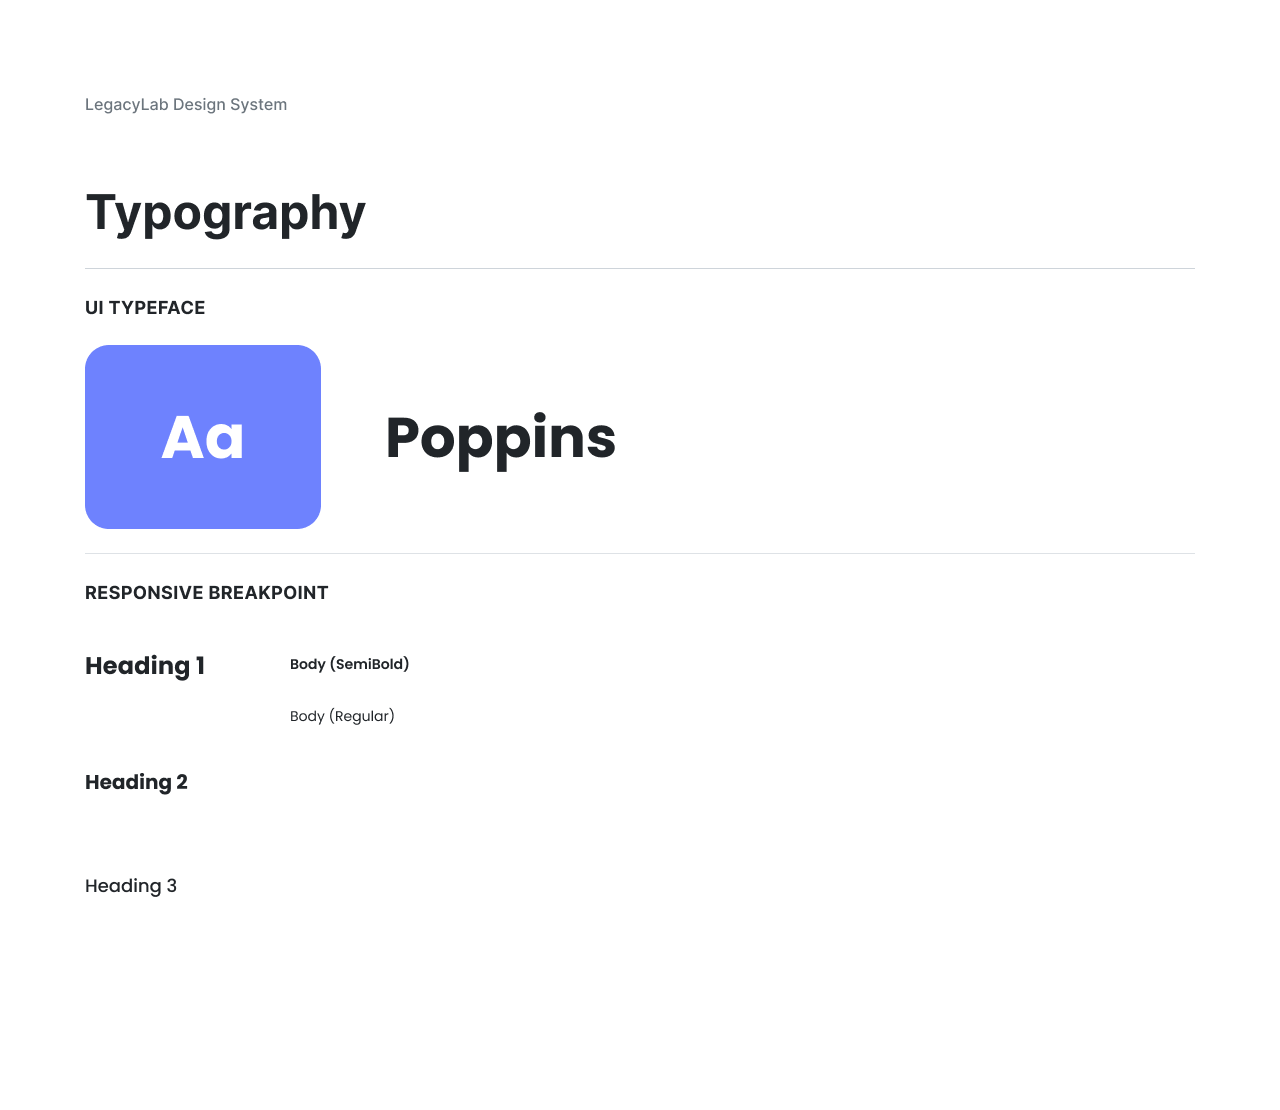 LegacyLab Design System
Typography
UI TYPEFACE
Aa
Poppins
RESPONSIVE BREAKPOINT
Heading 1
Body (SemiBold)
Body (Regular)
Heading 2
Heading 3